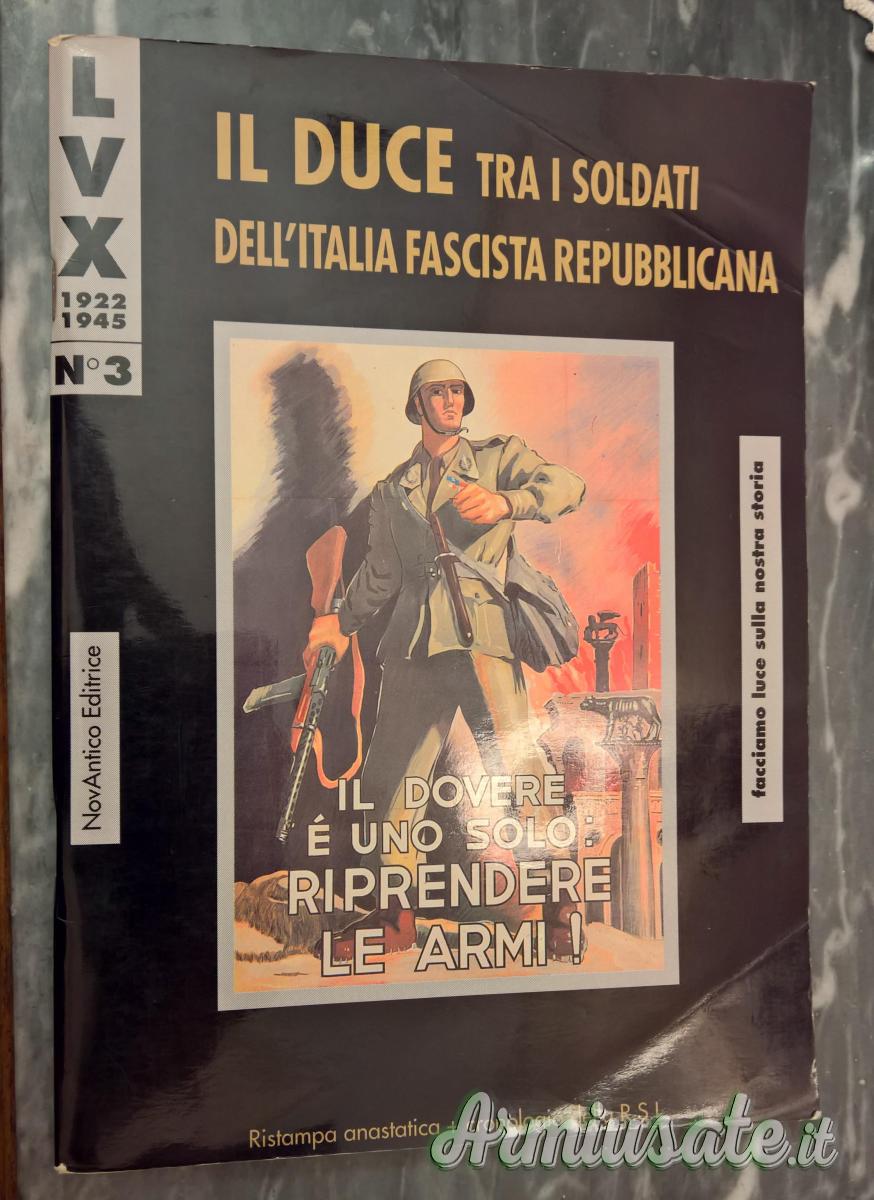 LVX
1922
1945
N°3
IL DUCE TRA I SOLDATI
DELL'ITALIA FASCISTA REPUBBLICANA
NovAntico Editrice
facciamo luce sulla nostra storia
IL DOVERE
É UNO SOLO:
RIPRENDERE
LE ARMI!
Ristampa anastatica R.S.I.
Armiusate.it